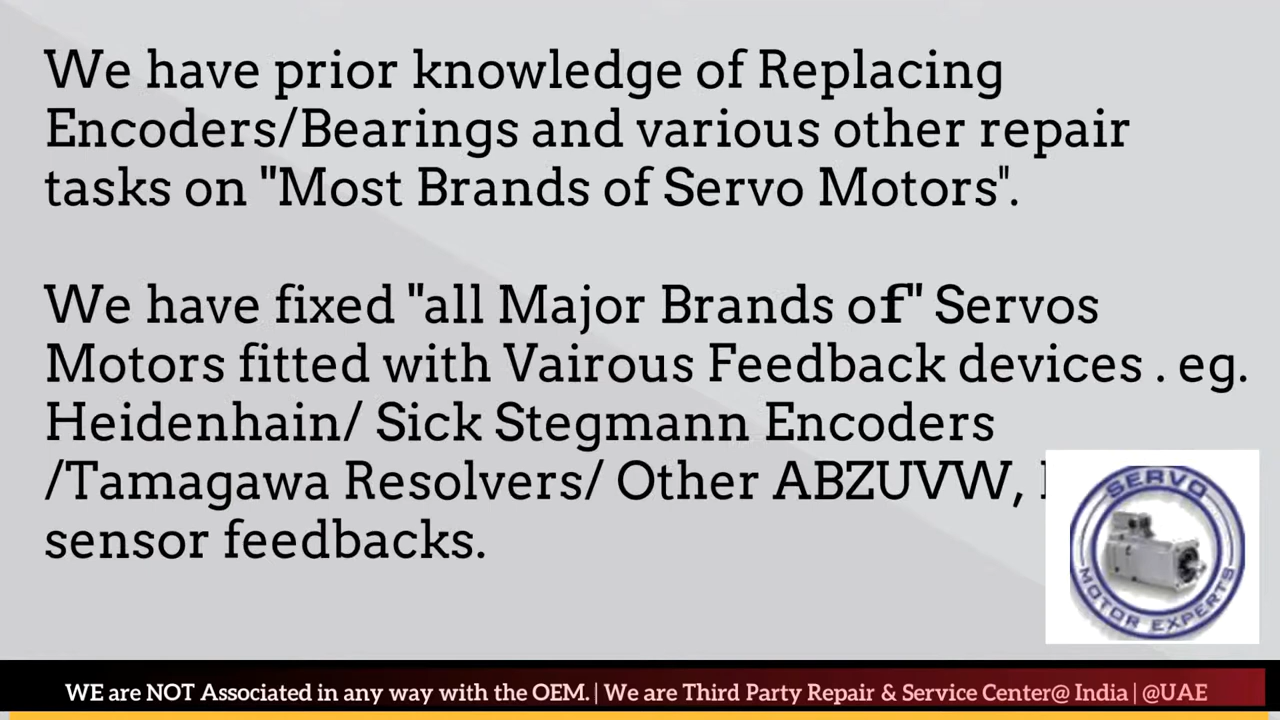 We have prior knowledge of Replacing
Encoders/Bearings and various other repair
tasks on "Most Brands of Servo Motors".
We have fixed "all Major Brands of" Servos
Motors fitted with Vairous Feedback devices . eg.
Heidenhain/ Sick Stegmann Encoders
/Tamagawa Resolvers/ Other ABZUVW,
sensor feedbacks.
SERVO
MOTOR EXPERTS
WE are NOT Associated in any way with the OEM. | We are Third Party Repair & Service Center@ India | @UAE